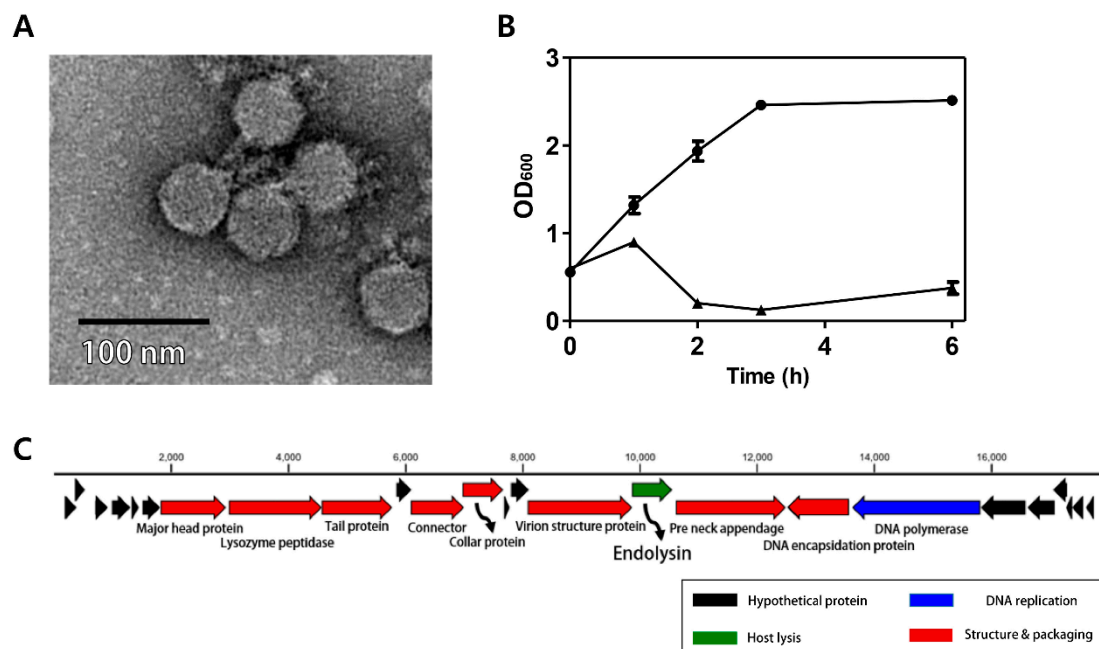 A
100 nm
B
3
2
1
0
OD600
0
2
4
6
Time (h)
C
2,000
4,000
6,000
8,000
10,000
12,000
14,000
16,000
Major head protein
Lysozyme peptidase
Tail protein
Connector
Collar protein
Virion structure protein
Endolysin
Pre neck appendage
DNA encapsidation protein
DNA polymerase
Hypothetical protein
DNA replication
Host lysis
Structure & packaging